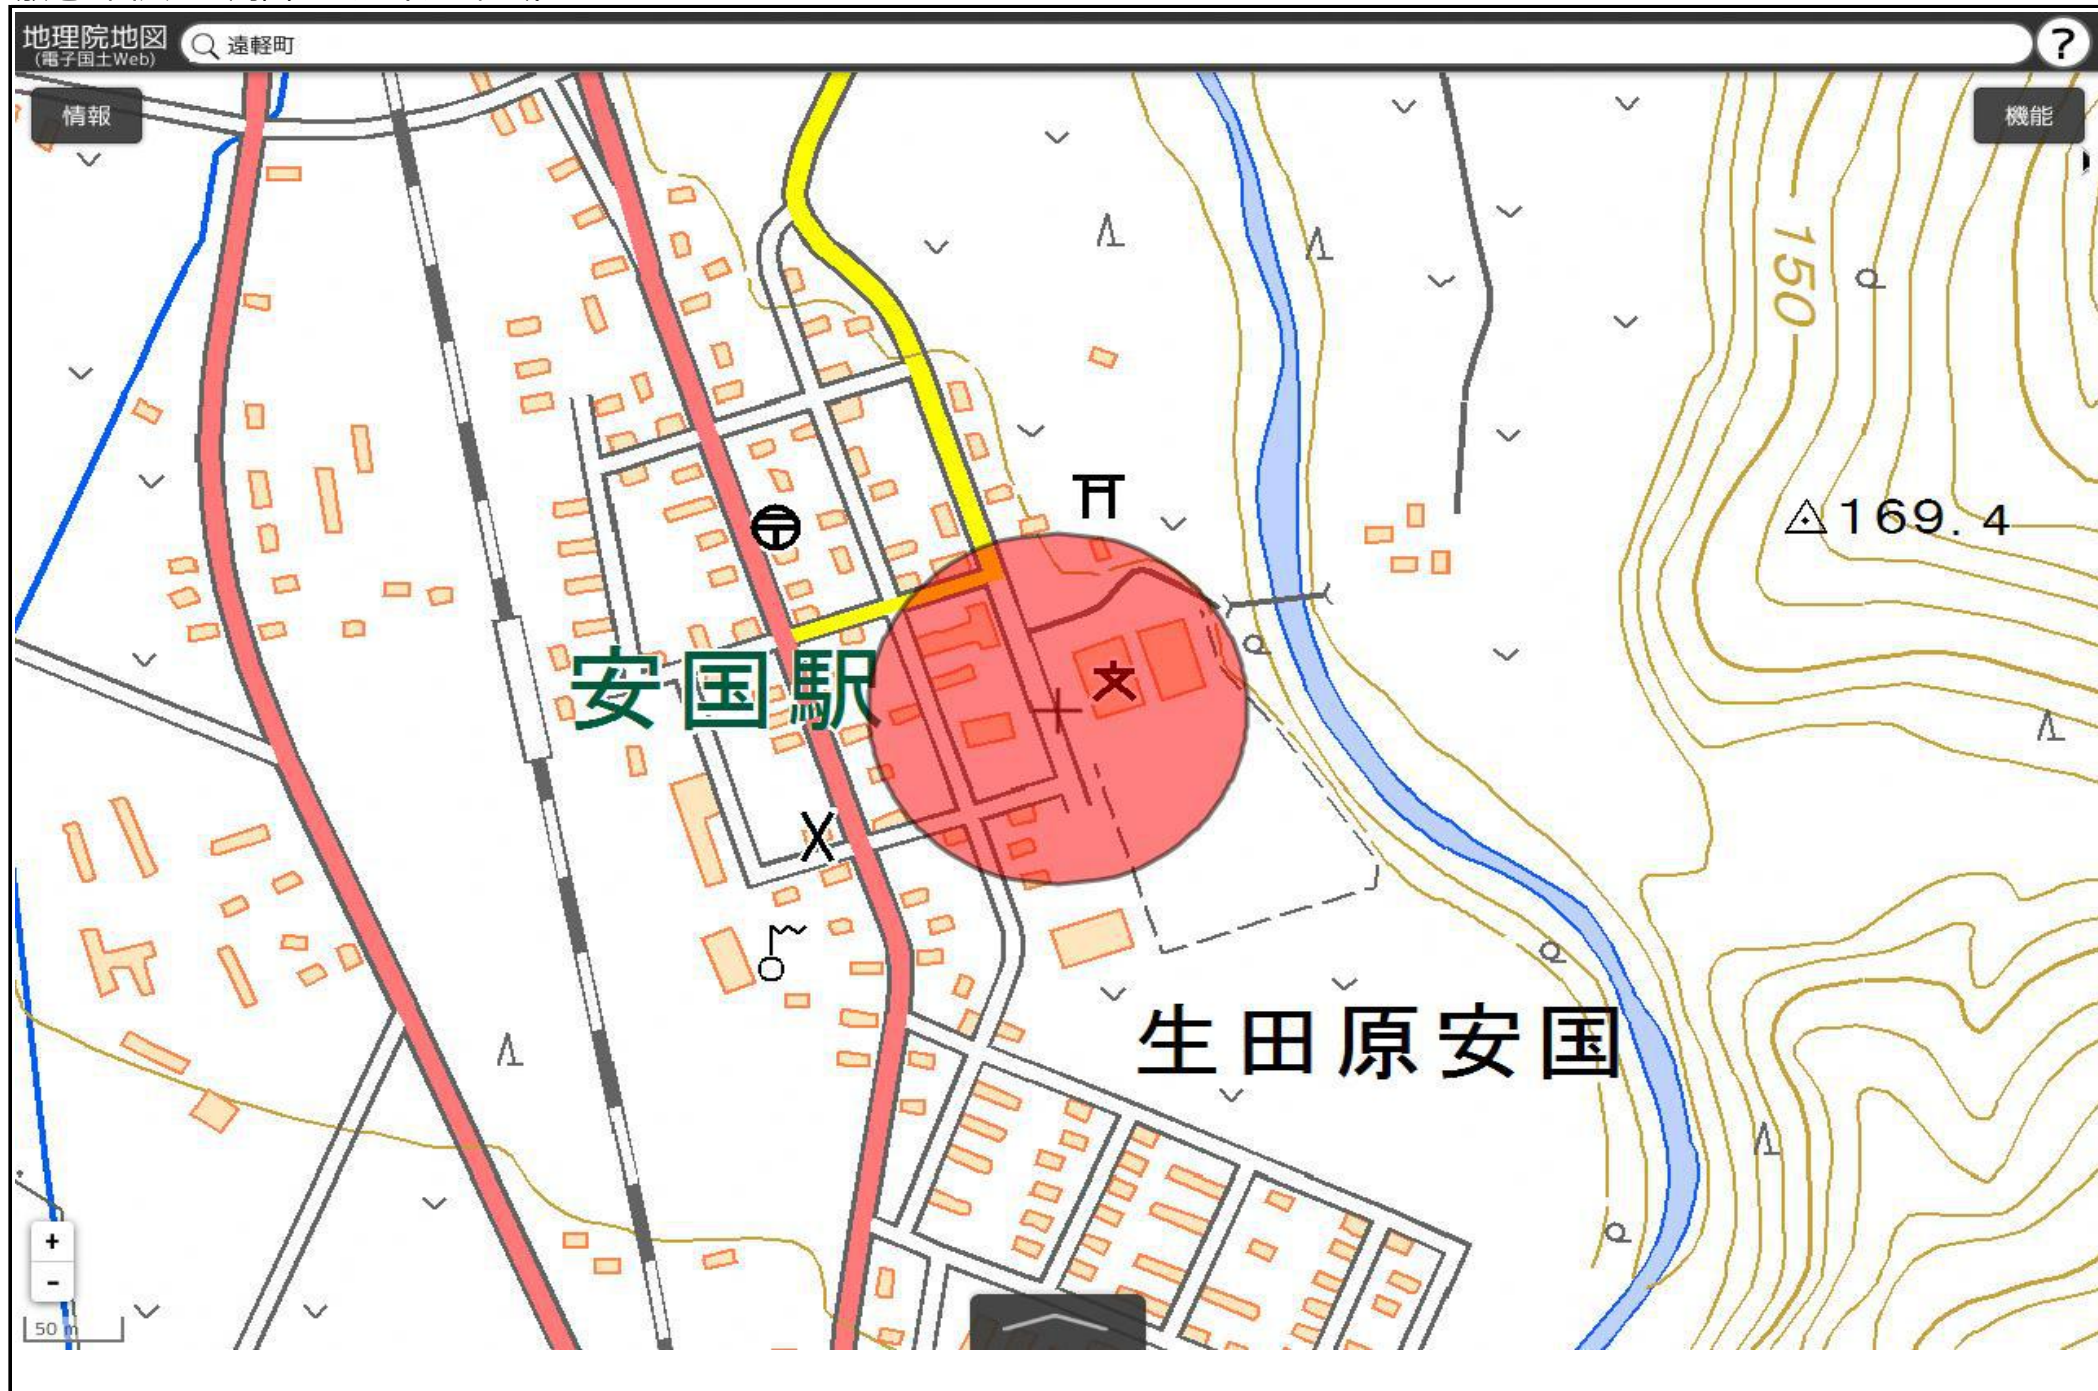 地理院地図
(電子国土Web)
遠軽町
?
情報
機能
150
169.4
安国駅
生田原安国
+
-
50 m